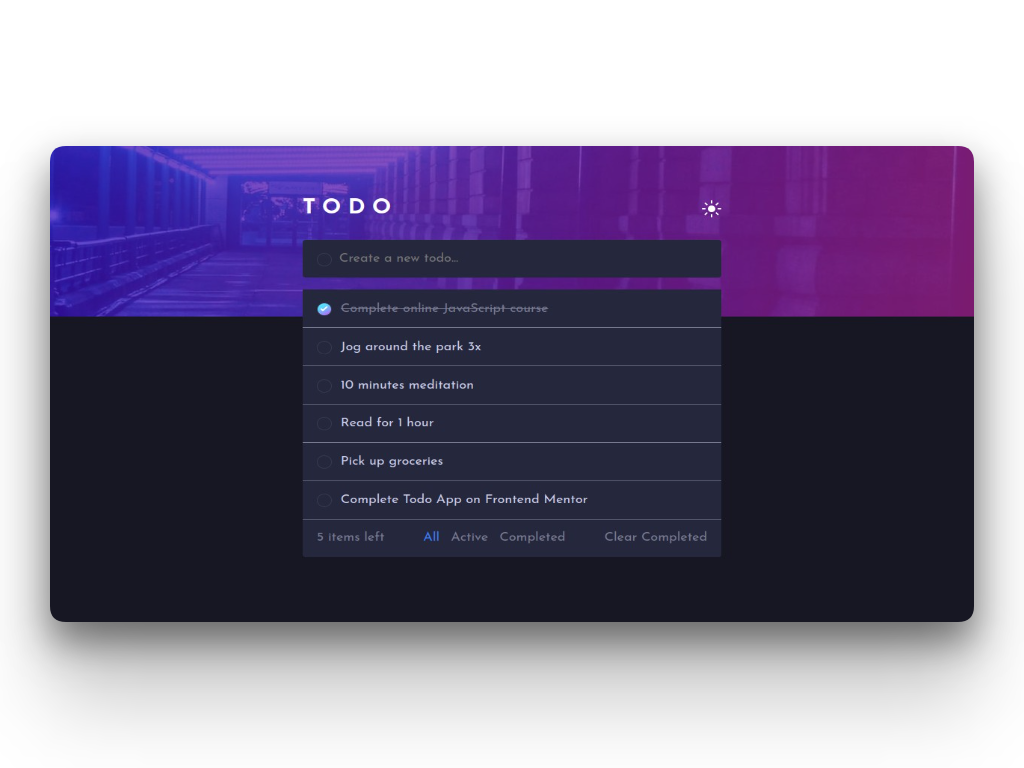 TODO
Create a new todo...
Complete online JavaScript course
Jog around the park 3x
10 minutes meditation
Read for 1 hour
Pick up groceries
Complete Todo App on Frontend Mentor
5 items left All Active Completed Clear Completed